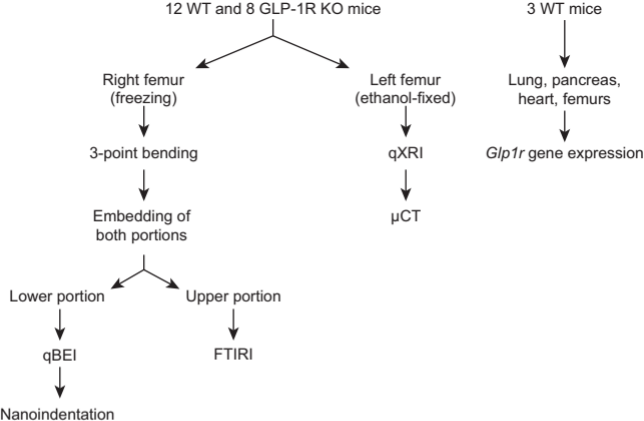 12 WT and 8 GLP-1R KO mice
3 WT mice
Right femur
(freezing)
Left femur
(ethanol-fixed)
Lung, pancreas,
heart, femurs
3-point bending
qXRI
Glp1r gene expression
Embedding of
both portions
µCT
Lower portion
Upper portion
qBEI
FTIRI
Nanoindentation